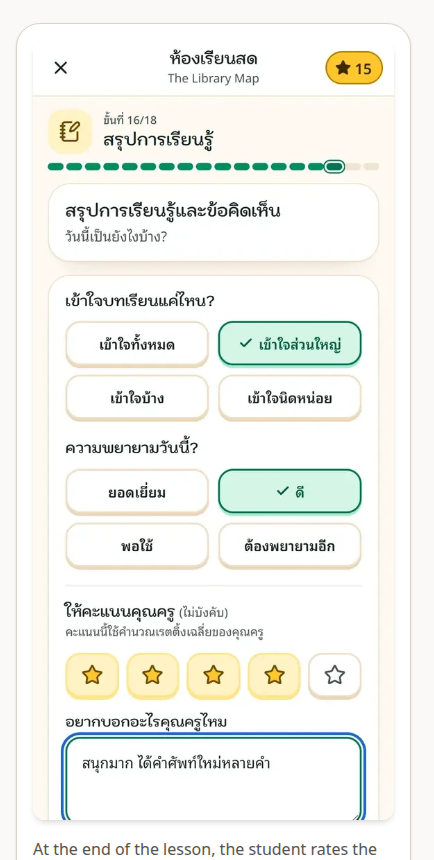 ห้องเรียนสด
The Library Map
15
ขั้นที่ 16/18
สรุปการเรียนรู้
สรุปการเรียนรู้และข้อคิดเห็น
วันนี้เป็นยังไงบ้าง?
เข้าใจบทเรียนแค่ไหน?
เข้าใจทั้งหมด
เข้าใจส่วนใหญ่
เข้าใจบ้าง
เข้าใจนิดหน่อย
ความพยายามวันนี้?
ยอดเยี่ยม
ดี
พอใช้
ต้องพยายามอีก
ให้คะแนนคุณครู (ไม่บังคับ)
คะแนนนี้ใช้คำนวณเรตติ้งเฉลี่ยของคุณครู
อยากบอกอะไรคุณครูไหม
สนุกมาก ได้คำศัพท์ใหม่หลายคำ
At the end of the lesson, the student rates the